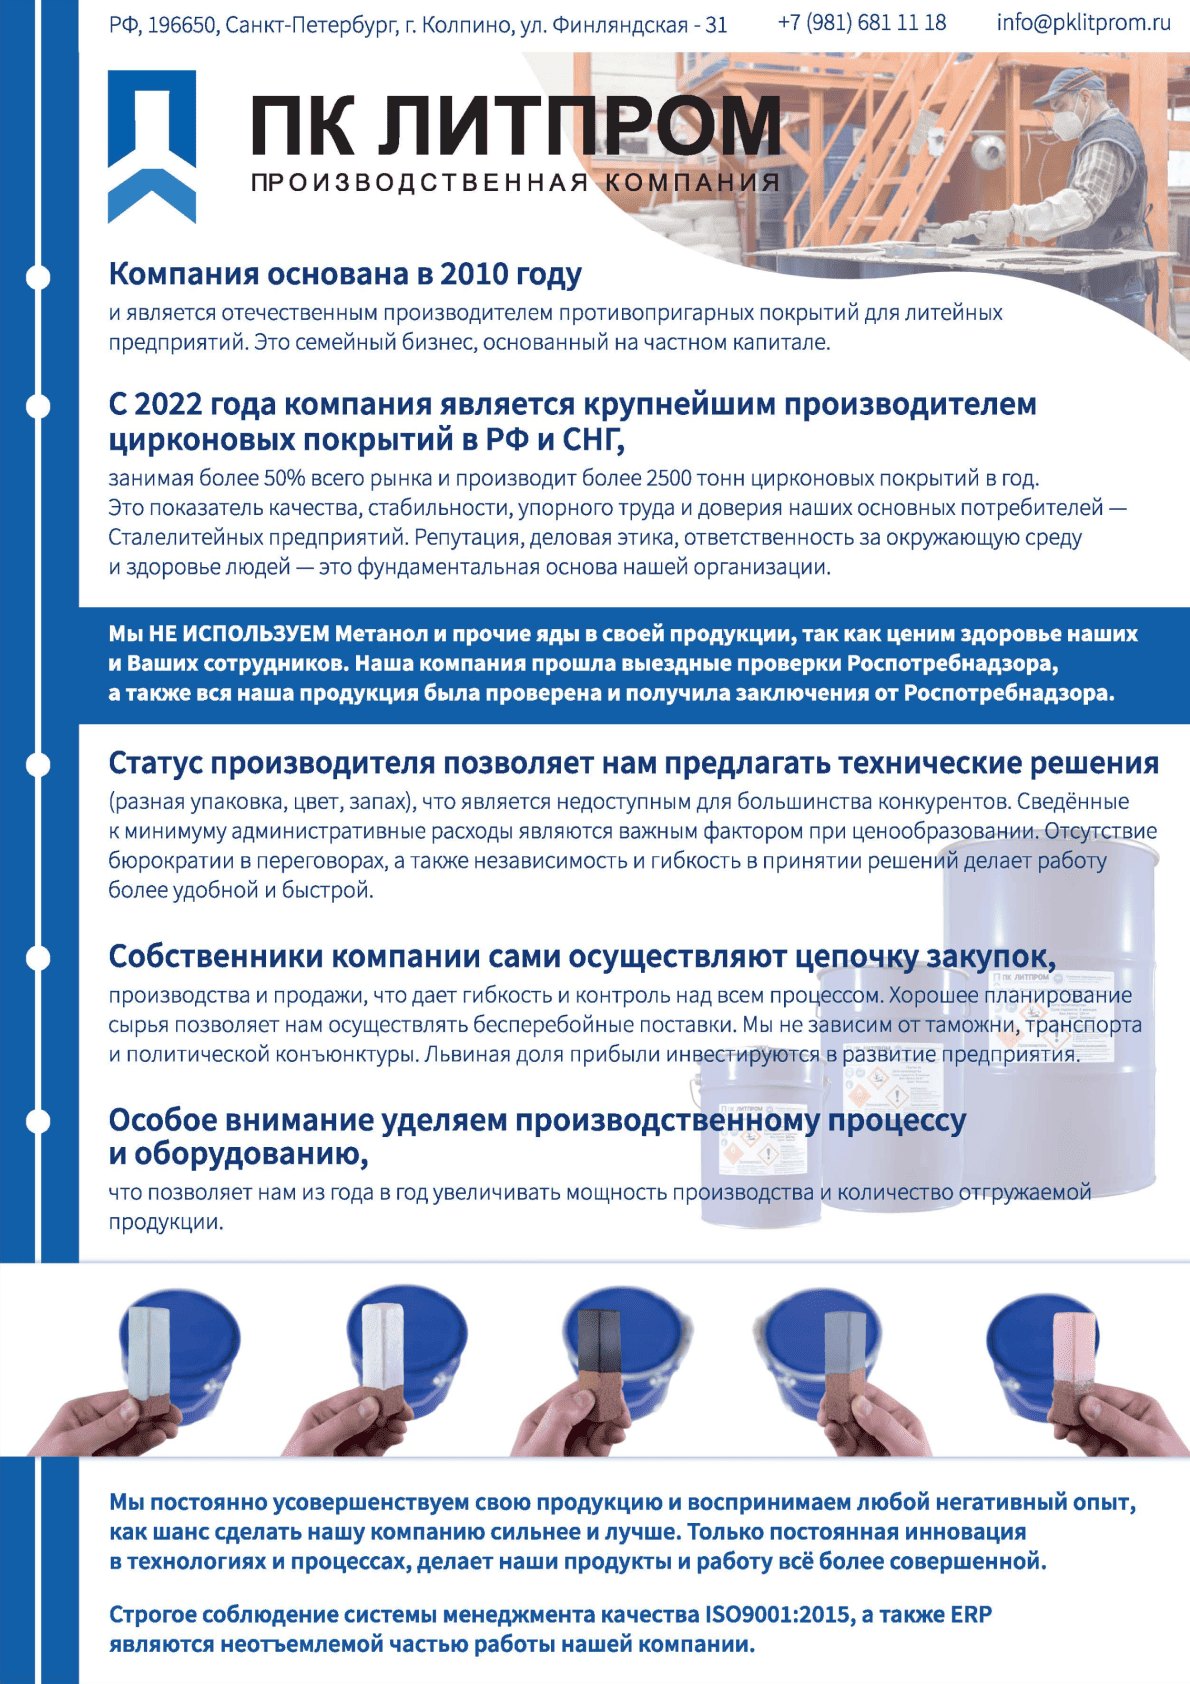 РФ, 196650, Санкт-Петербург, г. Колпино, ул. Финляндская - 31 +7 (981) 681 11 18 info@pklitprom.ru
ПК ЛИТПРОМ
ПРОИЗВОДСТВЕННАЯ КОМПАНИЯ
Компания основана в 2010 году
и является отечественным производителем противопригарных покрытий для литейных
предприятий. Это семейный бизнес, основанный на частном капитале.
С 2022 года компания является крупнейшим производителем
цирконовых покрытий в РФ и СНГ,
занимая более 50% всего рынка и производит более 2500 тонн цирконовых покрытий в год.
Это показатель качества, стабильности, упорного труда и доверия наших основных потребителей —
Сталелитейных предприятий. Репутация, деловая этика, ответственность за окружающую среду
и здоровье людей — это фундаментальная основа нашей организации.
Мы НЕ ИСПОЛЬЗУЕМ Метанол и прочие яды в своей продукции, так как ценим здоровье наших
и Ваших сотрудников. Наша компания прошла выездные проверки Роспотребнадзора,
а также вся наша продукция была проверена и получила заключения от Роспотребнадзора.
Статус производителя позволяет нам предлагать технические решения
(разная упаковка, цвет, запах), что является недоступным для большинства конкурентов. Сведённые
к минимуму административные расходы являются важным фактором при ценообразовании. Отсутствие
бюрократии в переговорах, а также независимость и гибкость в принятии решений делает работу
более удобной и быстрой.
Собственники компании сами осуществляют цепочку закупок,
производства и продажи, что дает гибкость и контроль над всем процессом. Хорошее планирование
сырья позволяет нам осуществлять бесперебойные поставки. Мы не зависим от таможни, транспорта
и политической конъюнктуры. Львиная доля прибыли инвестируются в развитие предприятия.
Особое внимание уделяем производственному процессу
и оборудованию,
что позволяет нам из года в год увеличивать мощность производства и количество отгружаемой
продукции.
ПК ЛИТПРОМ
ПК ЛИТПРОМ
Мы постоянно усовершенствуем свою продукцию и воспринимаем любой негативный опыт,
как шанс сделать нашу компанию сильнее и лучше. Только постоянная инновация
в технологиях и процессах, делает наши продукты и работу всё более совершенной.
Строгое соблюдение системы менеджмента качества ISO9001:2015, а также ERP
являются неотъемлемой частью работы нашей компании.